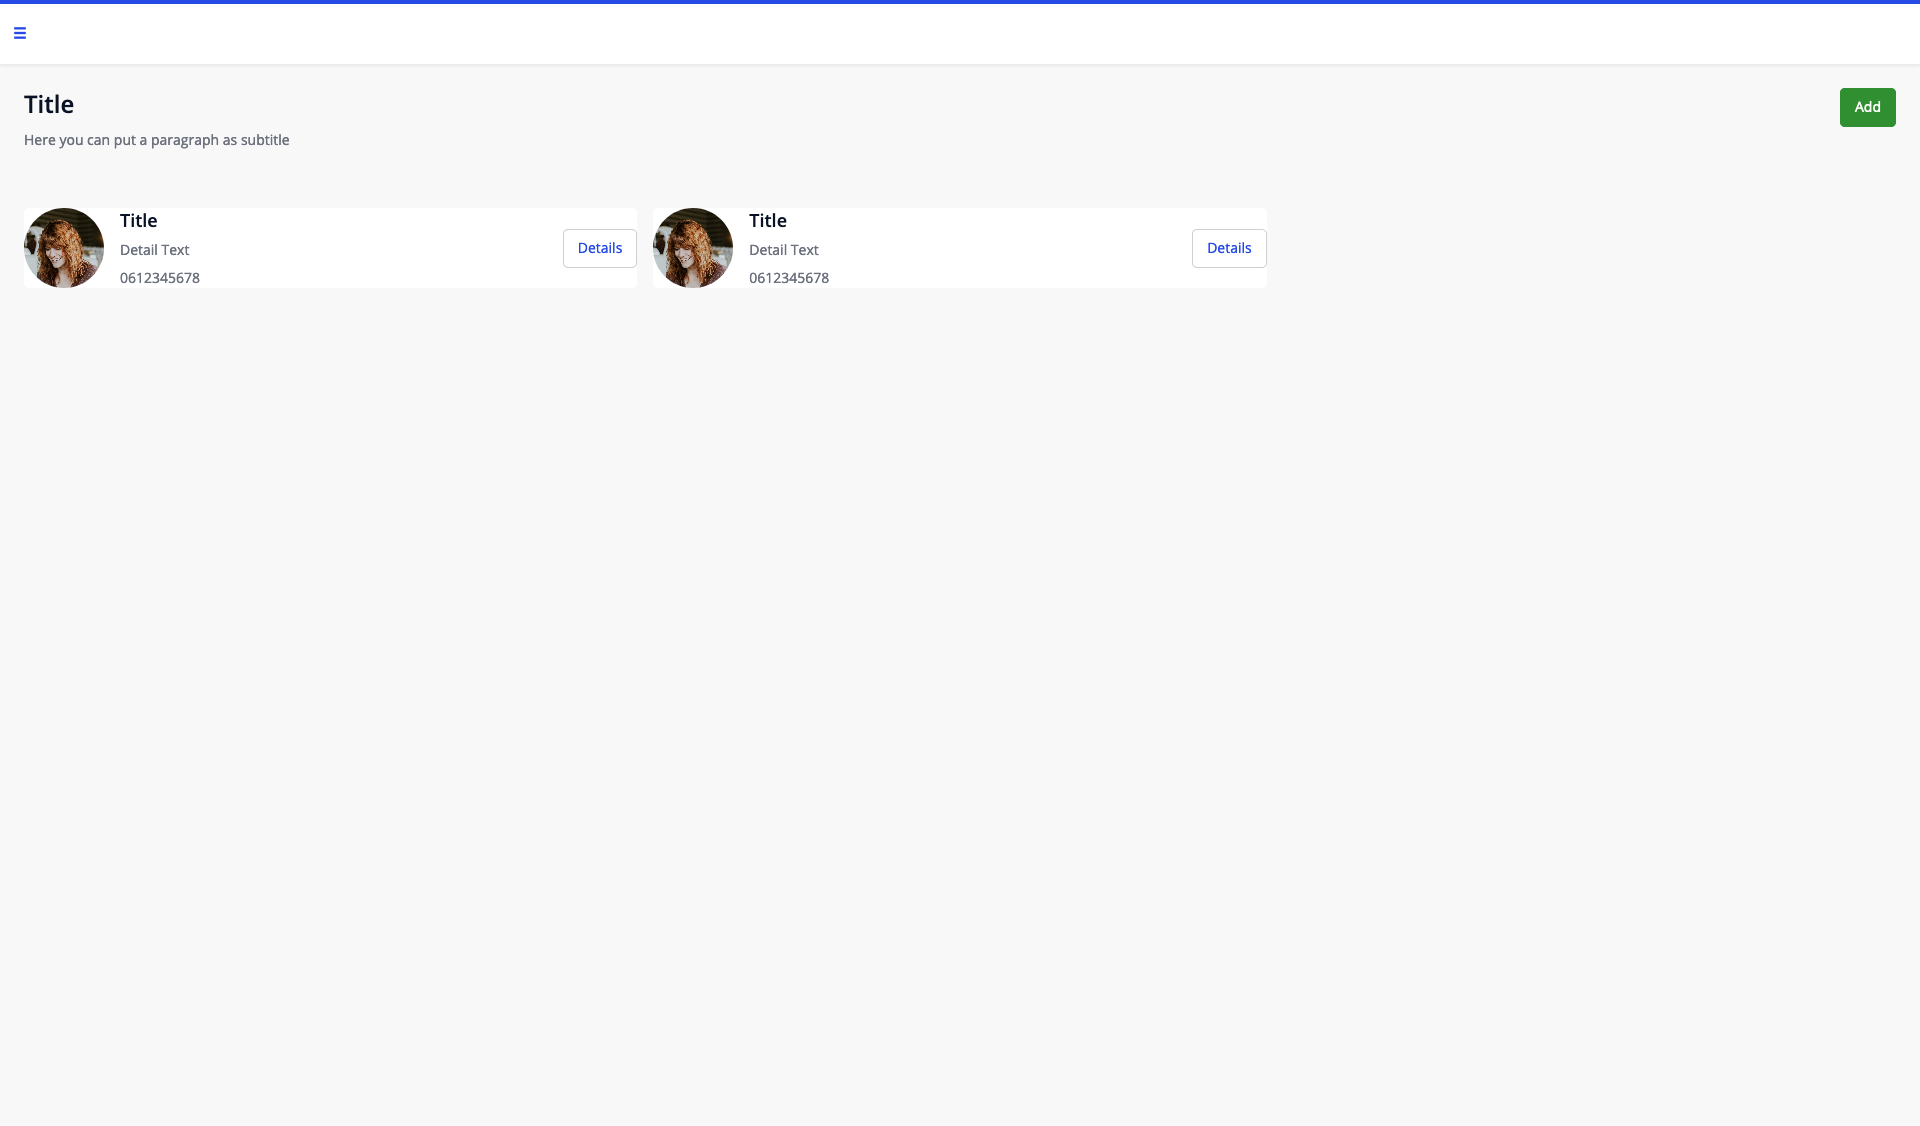 Title
Add
Here you can put a paragraph as subtitle
Title
Detail Text
0612345678
Details
Title
Detail Text
0612345678
Details